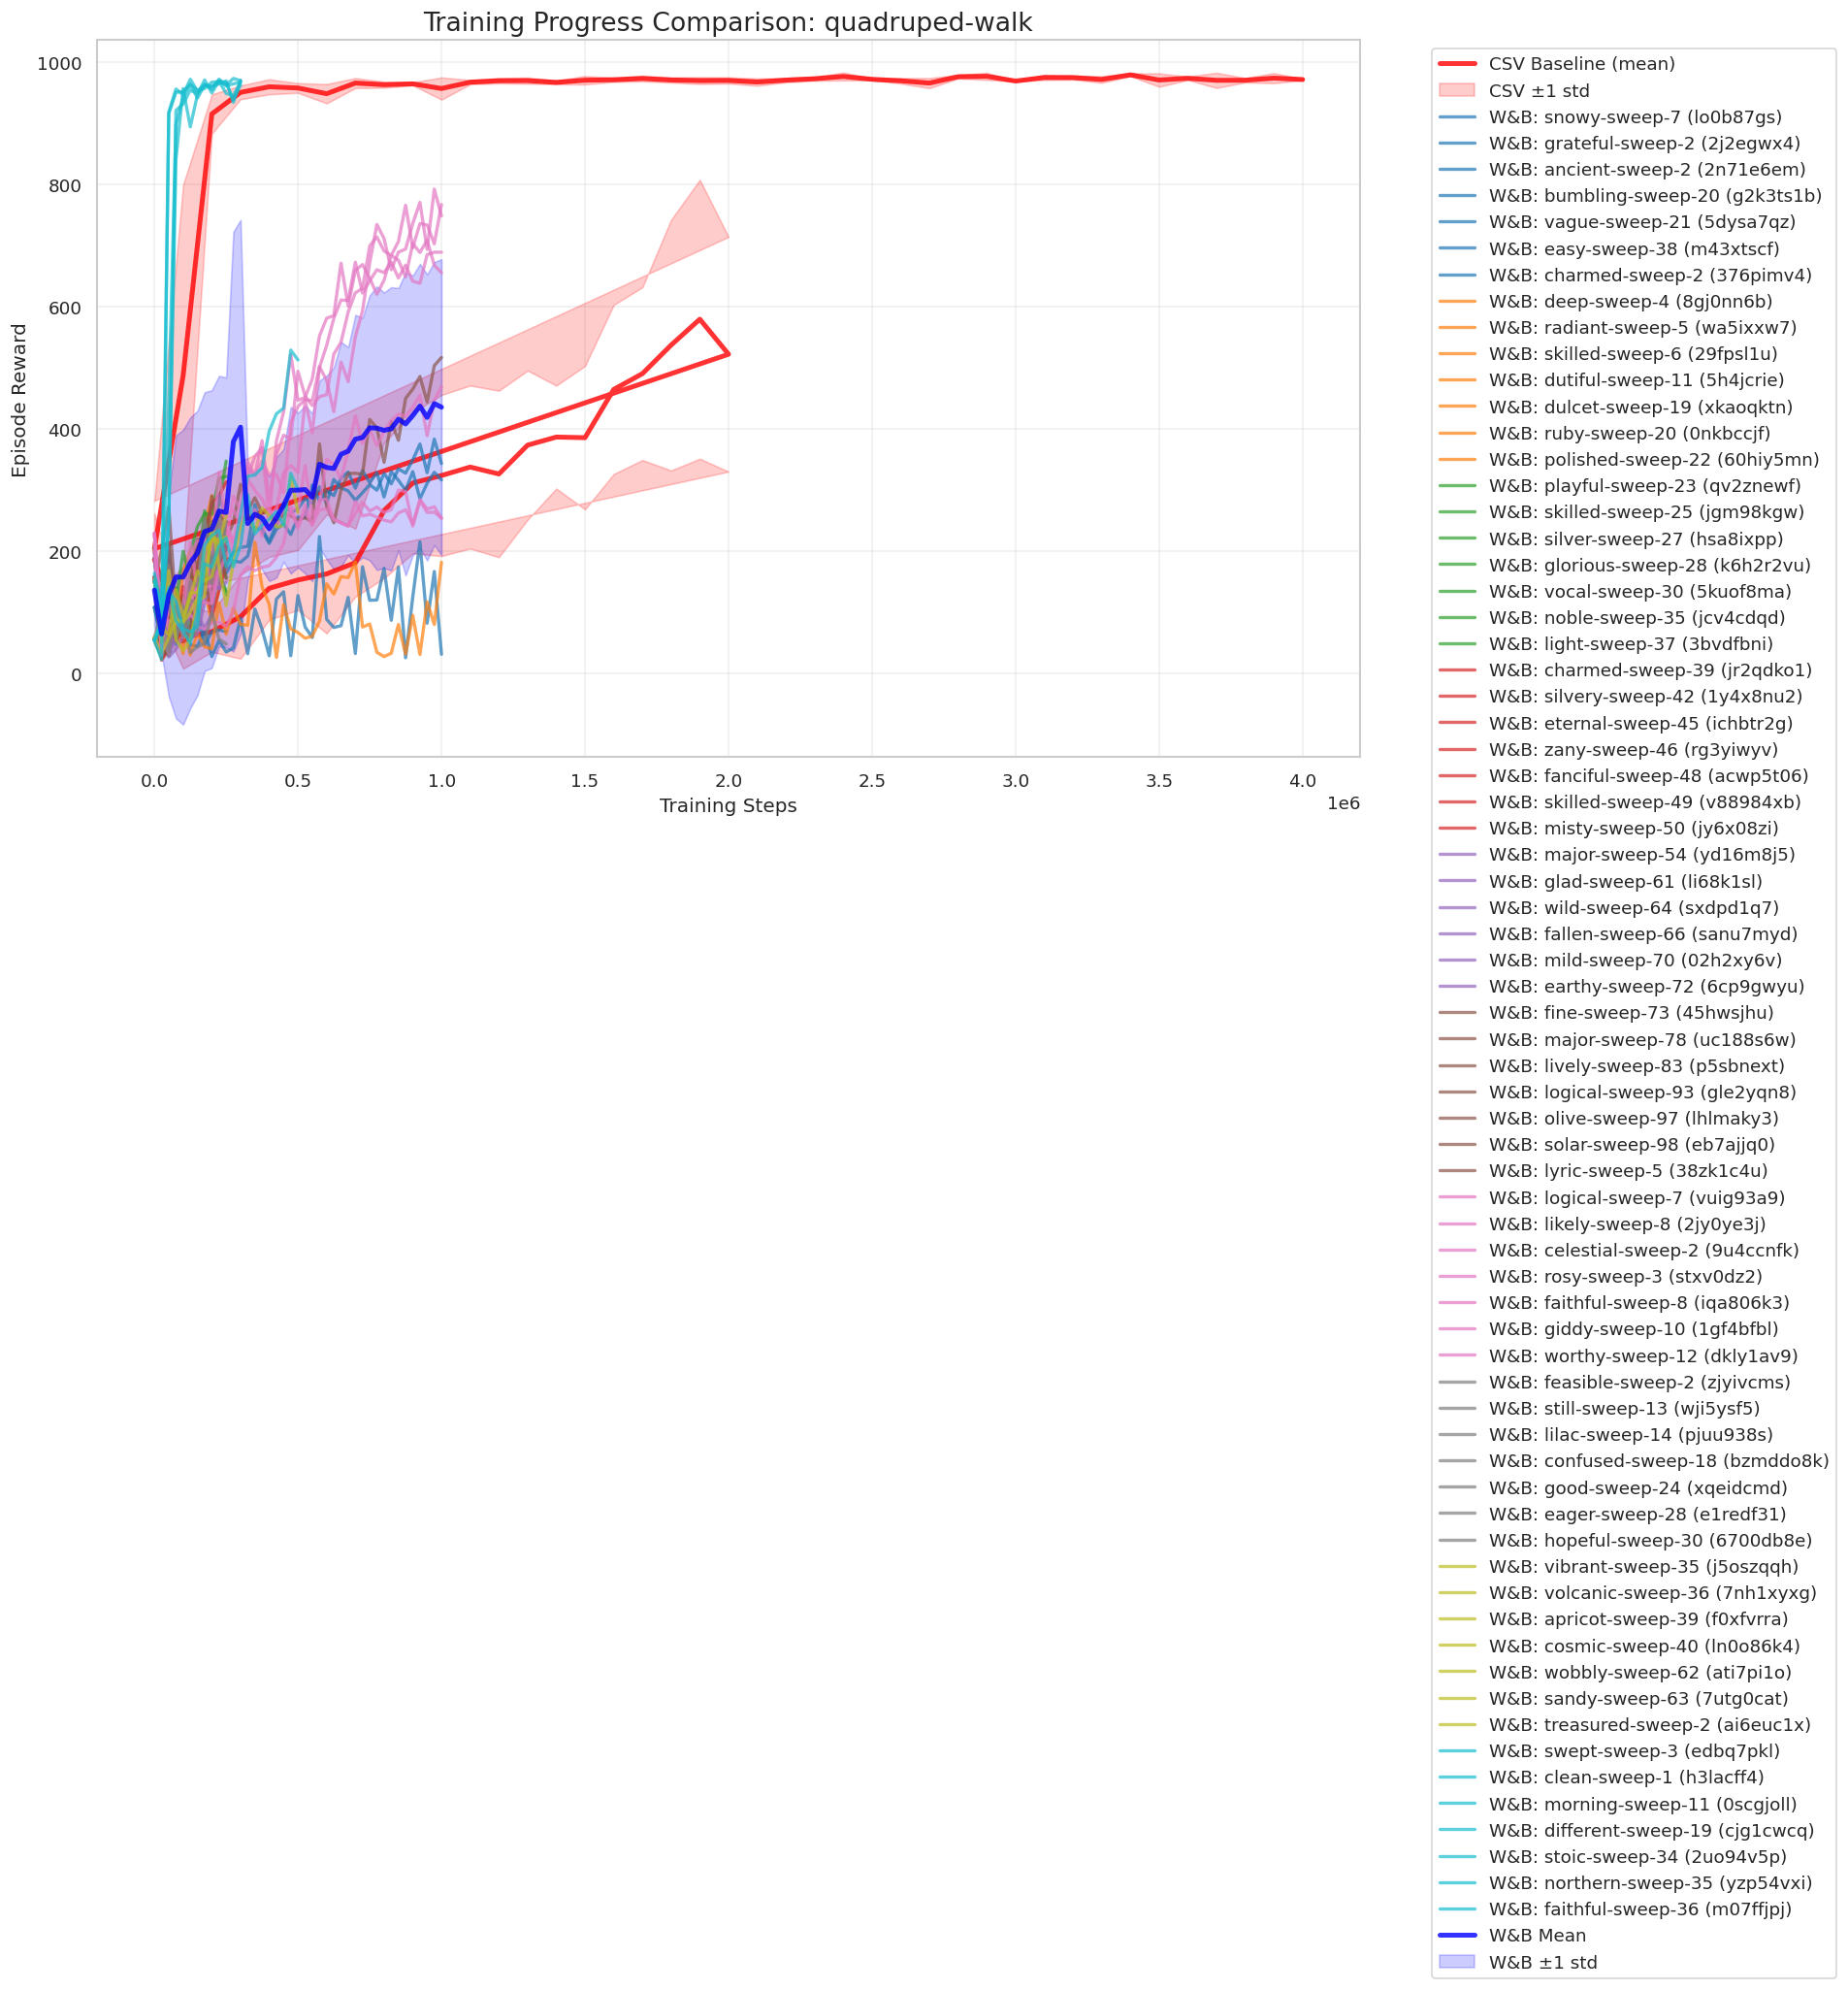 Training Progress Comparison: quadruped-walk
Episode Reward
1000
800
600
400
200
0
0.0
0.5
1.0
1.5
2.0
2.5
3.0
3.5
4.0
1e6
Training Steps
CSV Baseline (mean)
CSV ±1 std
W&B: snowy-sweep-7 (lo0b87gs)
W&B: grateful-sweep-2 (2j2egwx4)
W&B: ancient-sweep-2 (2n71e6em)
W&B: bumbling-sweep-20 (g2k3ts1b)
W&B: vague-sweep-21 (5dysa7qz)
W&B: easy-sweep-38 (m43xtscf)
W&B: charmed-sweep-2 (376pimv4)
W&B: deep-sweep-4 (8gj0nn6b)
W&B: radiant-sweep-5 (wa5ixxw7)
W&B: skilled-sweep-6 (29fpsl1u)
W&B: dutiful-sweep-11 (5h4jcrie)
W&B: dulcet-sweep-19 (xkaoqktn)
W&B: ruby-sweep-20 (0nkbccjf)
W&B: polished-sweep-22 (60hiy5mn)
W&B: playful-sweep-23 (qv2znewf)
W&B: skilled-sweep-25 (jgm98kgw)
W&B: silver-sweep-27 (hsa8ixpp)
W&B: glorious-sweep-28 (k6h2r2vu)
W&B: vocal-sweep-30 (5kuof8ma)
W&B: noble-sweep-35 (jcv4cdqd)
W&B: light-sweep-37 (3bvdfbni)
W&B: charmed-sweep-39 (jr2qdko1)
W&B: silvery-sweep-42 (1y4x8nu2)
W&B: eternal-sweep-45 (ichbtr2g)
W&B: zany-sweep-46 (rg3yiwyv)
W&B: fanciful-sweep-48 (acwp5t06)
W&B: skilled-sweep-49 (v88984xb)
W&B: misty-sweep-50 (jy6x08zi)
W&B: major-sweep-54 (yd16m8j5)
W&B: glad-sweep-61 (li68k1sl)
W&B: wild-sweep-64 (sxdpd1q7)
W&B: fallen-sweep-66 (sanu7myd)
W&B: mild-sweep-70 (02h2xy6v)
W&B: earthy-sweep-72 (6cp9gwyu)
W&B: fine-sweep-73 (45hwsjhu)
W&B: major-sweep-78 (uc188s6w)
W&B: lively-sweep-83 (p5sbnext)
W&B: logical-sweep-93 (gle2yqn8)
W&B: olive-sweep-97 (lhlmaky3)
W&B: solar-sweep-98 (eb7ajjq0)
W&B: lyric-sweep-5 (38zk1c4u)
W&B: logical-sweep-7 (vuig93a9)
W&B: likely-sweep-8 (2jy0ye3j)
W&B: celestial-sweep-2 (9u4ccnfk)
W&B: rosy-sweep-3 (stxv0dz2)
W&B: faithful-sweep-8 (iqa806k3)
W&B: giddy-sweep-10 (1gf4bfbl)
W&B: worthy-sweep-12 (dkly1av9)
W&B: feasible-sweep-2 (zjyivcms)
W&B: still-sweep-13 (wji5ysf5)
W&B: lilac-sweep-14 (pjuu938s)
W&B: confused-sweep-18 (bzmddo8k)
W&B: good-sweep-24 (xqeidcmd)
W&B: eager-sweep-28 (e1redf31)
W&B: hopeful-sweep-30 (6700db8e)
W&B: vibrant-sweep-35 (j5oszqqh)
W&B: volcanic-sweep-36 (7nh1xyxg)
W&B: apricot-sweep-39 (f0xfvrra)
W&B: cosmic-sweep-40 (ln0o86k4)
W&B: wobbly-sweep-62 (ati7pi1o)
W&B: sandy-sweep-63 (7utg0cat)
W&B: treasured-sweep-2 (ai6euc1x)
W&B: swept-sweep-3 (edbq7pkl)
W&B: clean-sweep-1 (h3lacff4)
W&B: morning-sweep-11 (0scgjoll)
W&B: different-sweep-19 (cjg1cwcq)
W&B: stoic-sweep-34 (2uo94v5p)
W&B: northern-sweep-35 (yzp54vxi)
W&B: faithful-sweep-36 (m07ffjpj)
W&B Mean
W&B ±1 std